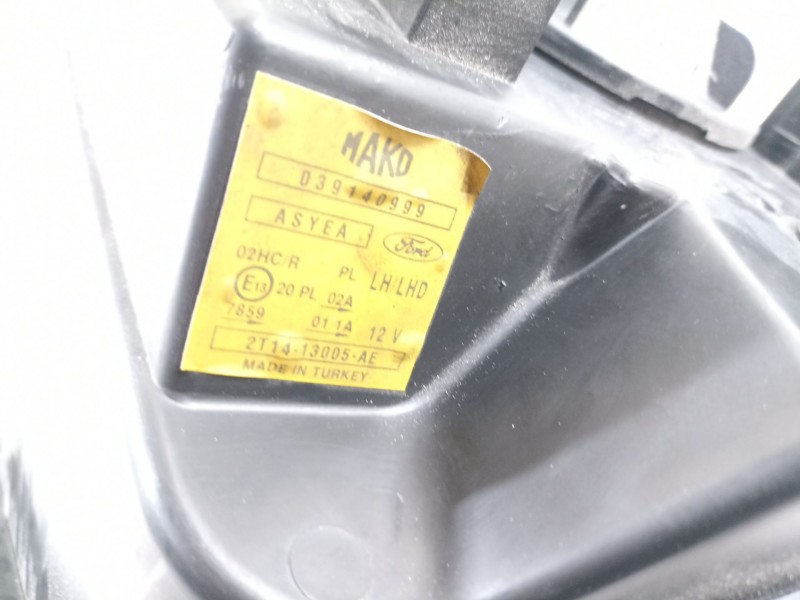 MAKO
D39140999
ASYEA
Ford
02HC/R PL LH/LHD
E13 20 PL 02A
7859 01 1A 12 V
2T14-13005-AE
MADE IN TURKEY